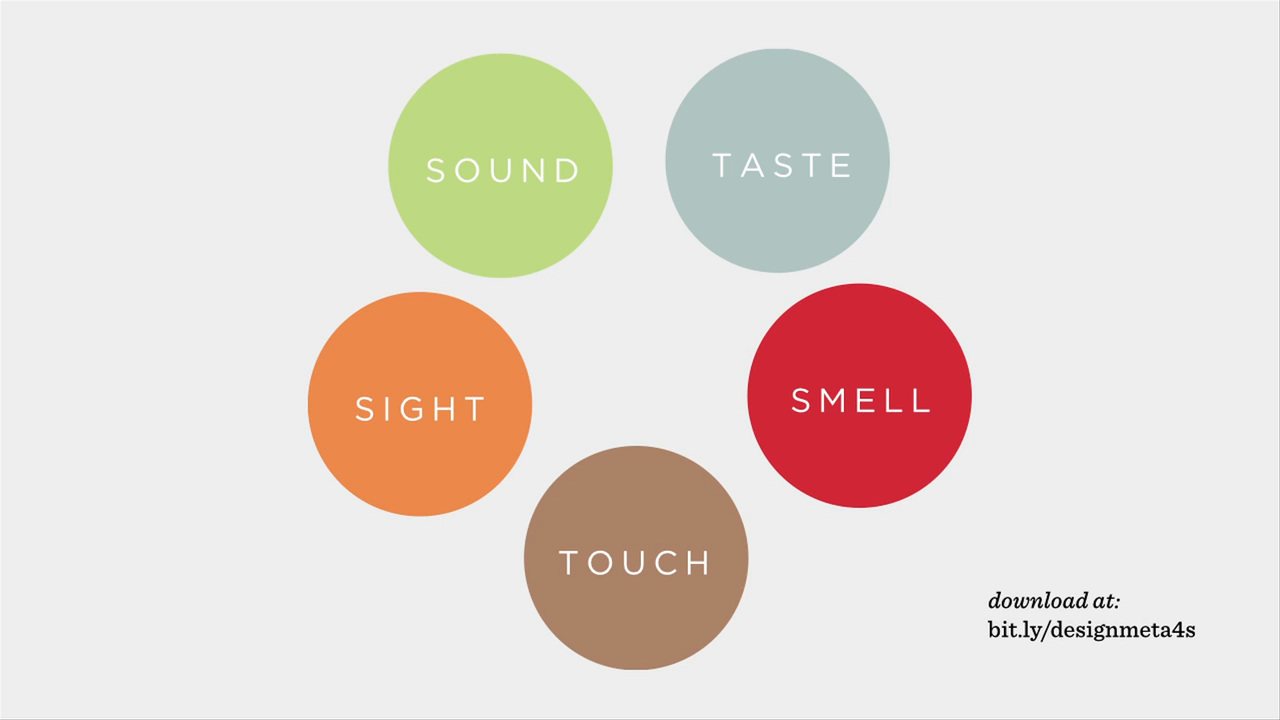 SOUND
TASTE
SIGHT
SMELL
TOUCH
download at:
bit.ly/designmeta4s